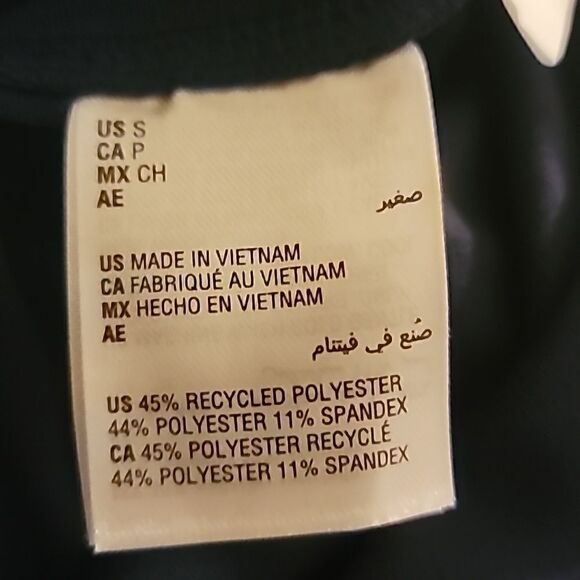 US S
CA P
MX CH
AE صغير
US MADE IN VIETNAM
CA FABRIQUÉ AU VIETNAM
MX HECHO EN VIETNAM
AE
صُنع في فيتنام
US 45% RECYCLED POLYESTER
44% POLYESTER 11% SPANDEX
CA 45% POLYESTER RECYCLÉ
44% POLYESTER 11% SPANDEX